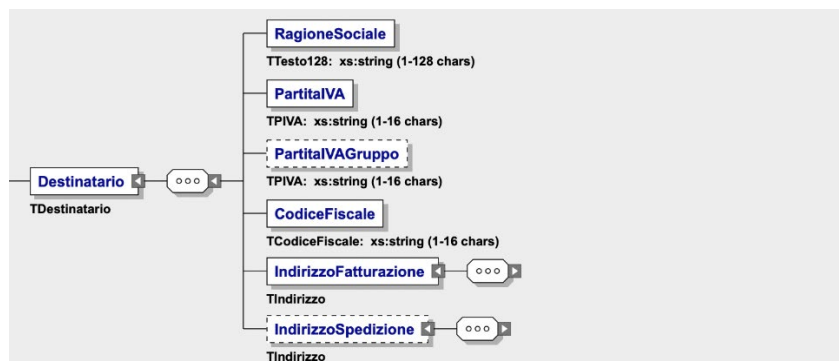 RagioneSociale
TTesto128: xs:string (1-128 chars)
PartitaIVA
TPIVA: xs:string (1-16 chars)
PartitaIVAGruppo
TPIVA: xs:string (1-16 chars)
Destinatario
TDestinatario
CodiceFiscale
TCodiceFiscale: xs:string (1-16 chars)
IndirizzoFatturazione
TIndirizzo
IndirizzoSpedizione
TIndirizzo